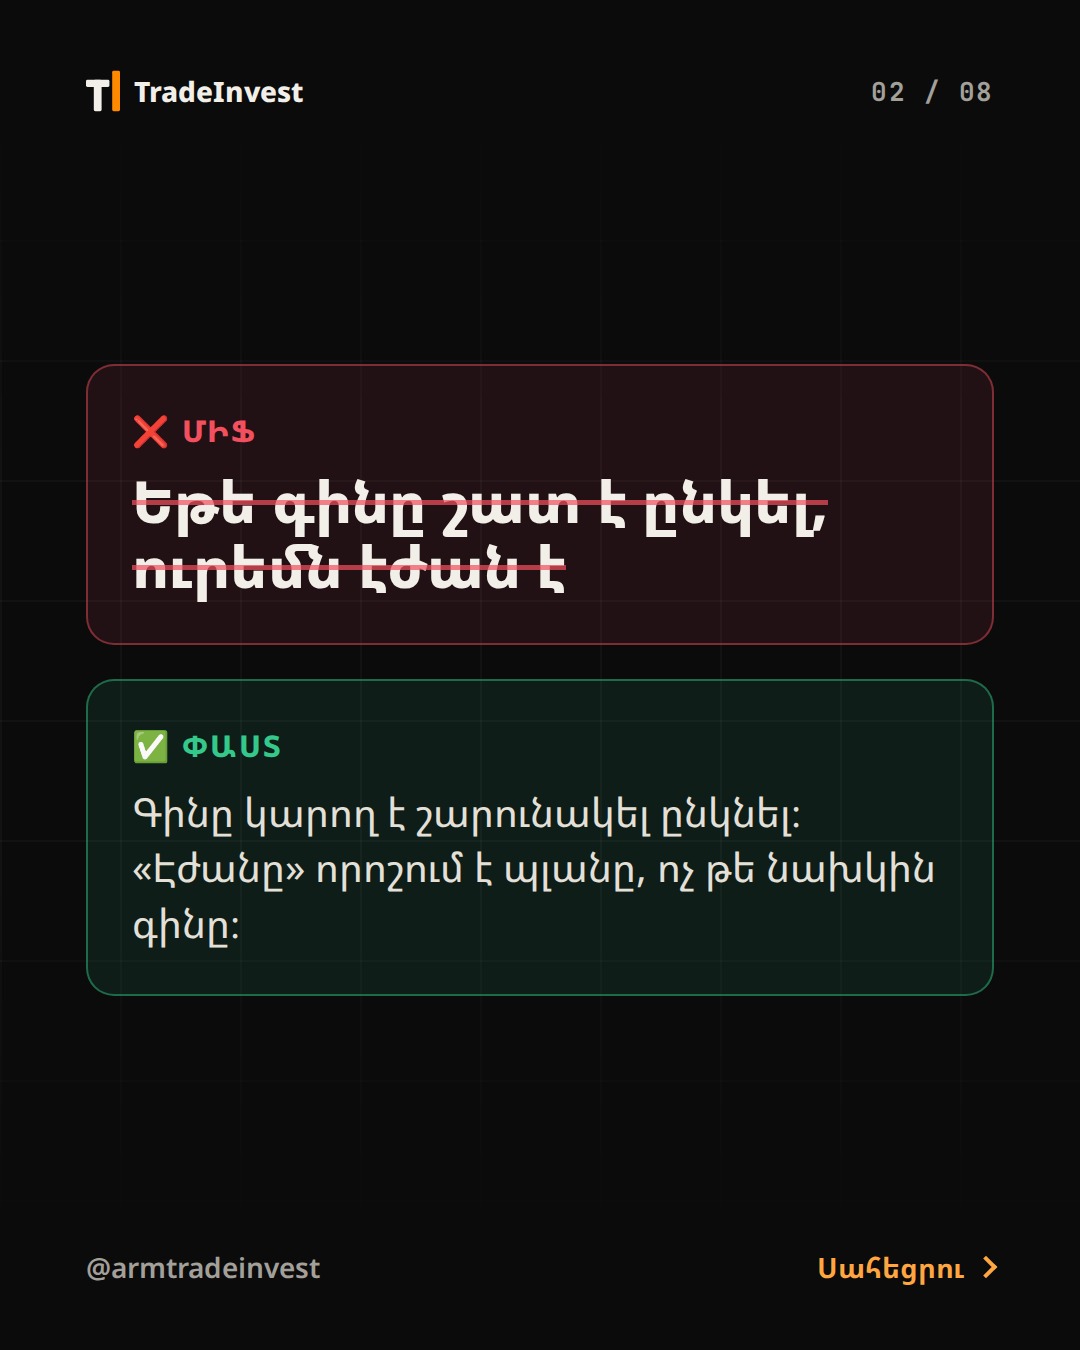 TradeInvest
02 / 08
❌ ՄԻՖ
Եթե գինը շատ է ընկել,
ուրեմն էժան է
✅ ՓԱՍՏ
Գինը կարող է շարունակել ընկնել:
«Էժանը» որոշում է պլանը, ոչ թե նախկին
գինը:
@armtradeinvest
Սահեցրու